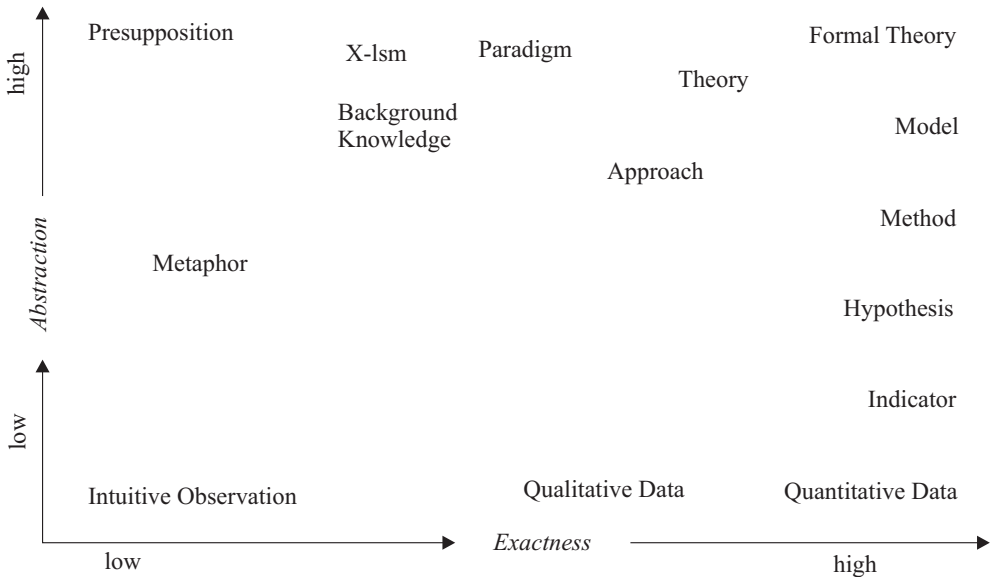 Presupposition
Formal Theory
X-lsm
Paradigm
high
Theory
Background
Knowledge
Model
Approach
Method
Abstraction
Metaphor
Hypothesis
Indicator
low
Intuitive Observation
Qualitative Data
Quantitative Data
low
Exactness
high